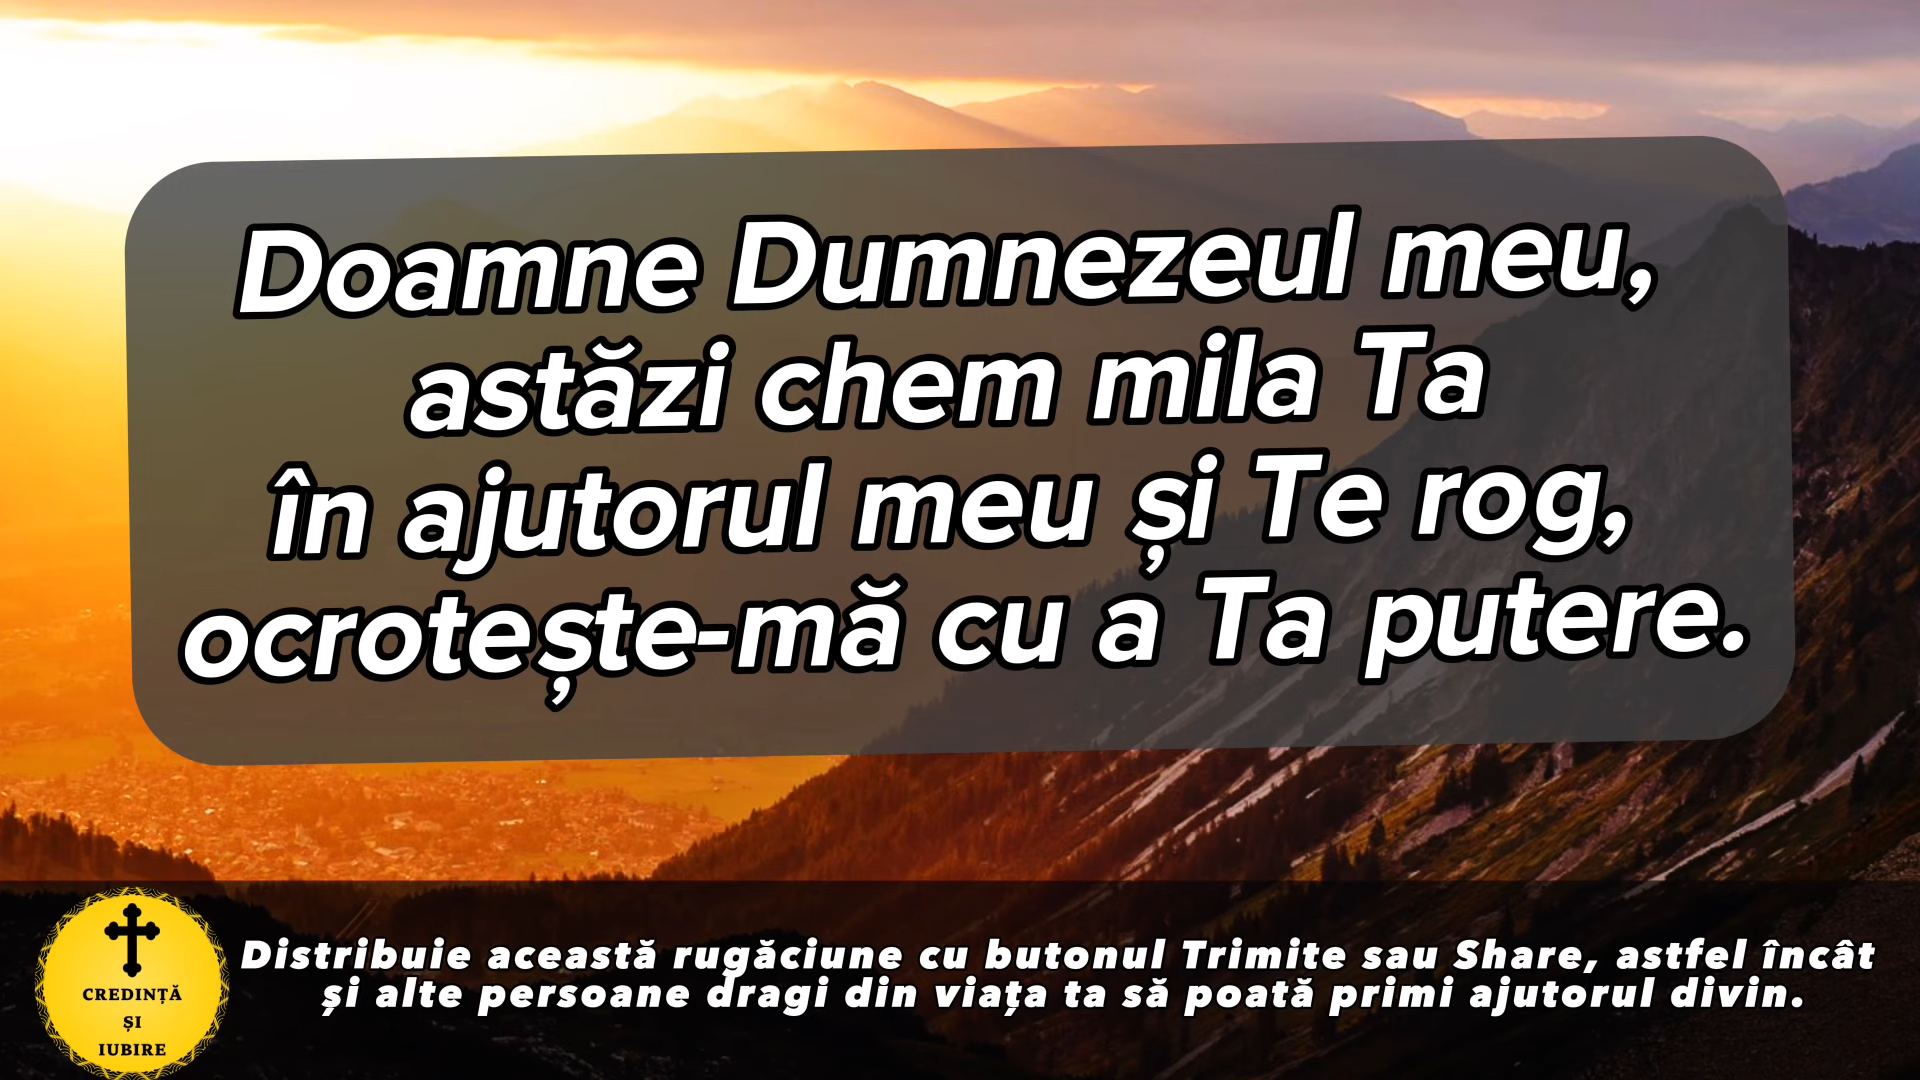 Doamne Dumnezeul meu,
astăzi chem mila Ta
în ajutorul meu și Te rog,
ocrotește-mă cu a Ta putere.
Distribuie această rugăciune cu butonul Trimite sau Share, astfel încât
și alte persoane dragi din viața ta să poată primi ajutorul divin.
CREDINȚĂ
ȘI
IUBIRE